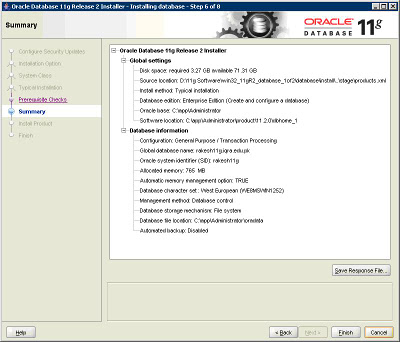 Oracle Database 11g Release 2 Installer - Installing database - Step 6 of 8
Summary
ORACLE
DATABASE 11g
Configure Security Updates
Installation Option
System Class
Typical Installation
Prerequisite Checks
Summary
Install Product
Finish
Oracle Database 11g Release 2 Installer
Global settings
Disk space: required 3.27 GB available 71.31 GB
Source location: D:\11g Software\win32_11gR2_database_1of2\database\install\..\stage\products.xml
Install method: Typical installation
Database edition: Enterprise Edition (Create and configure a database)
Oracle base: C:\app\Administrator
Software location: C:\app\Administrator\product\11.2.0\dbhome_1
Database information
Configuration: General Purpose / Transaction Processing
Global database name: rakesh11g.iqra.edu.pk
Oracle system identifier (SID): rakesh11g
Allocated memory: 765 MB
Automatic memory management option: TRUE
Database character set : West European (WE8MSWIN1252)
Management method: Database control
Database storage mechanism: File system
Database file location: C:\app\Administrator\oradata
Automated backup: Disabled
Save Response File...
Help
< Back
Next >
Finish
Cancel